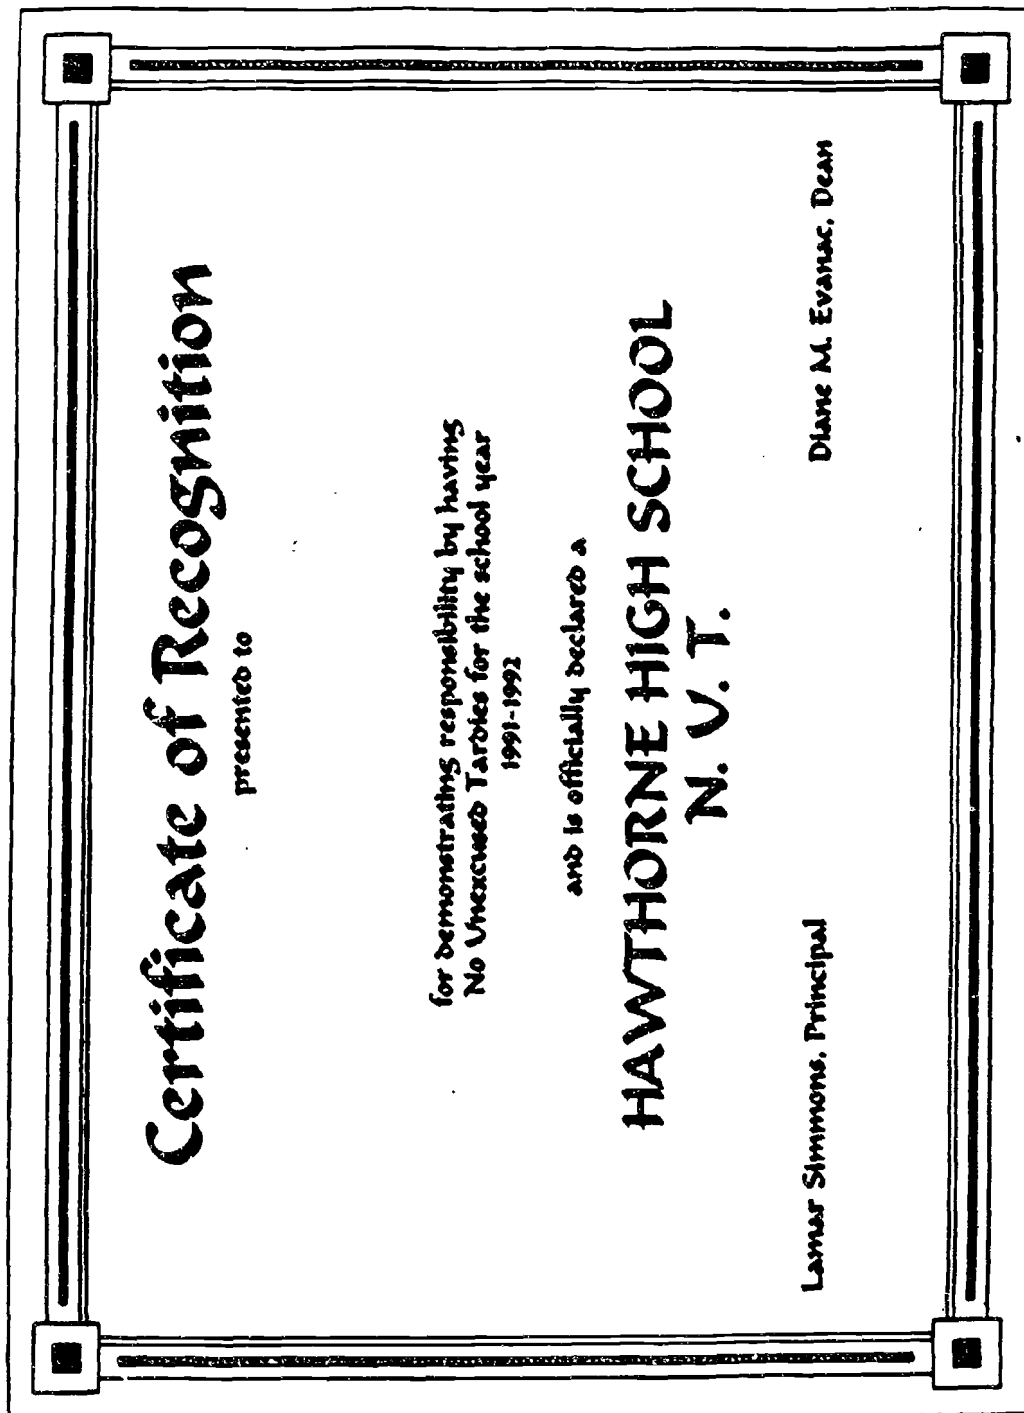 Certificate of Recognition
presented to
for demonstrating responsibility by having
No Unexcused Tardies for the school year
1991-1992
and is officially declared a
HAWTHORNE HIGH SCHOOL
N. V. T.
Lamar Simmons, Principal
Diane M. Evanac, Dean